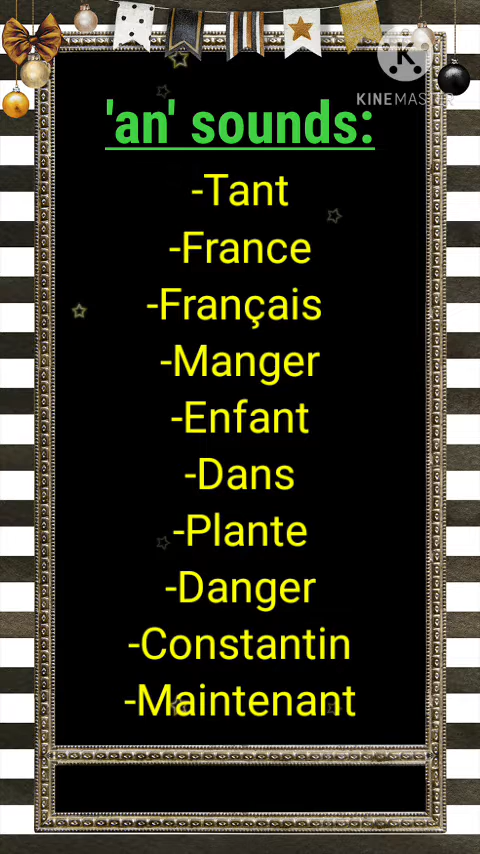 K
KINEMASTER
'an' sounds:
-Tant
-France
-Français
-Manger
-Enfant
-Dans
-Plante
-Danger
-Constantin
-Maintenant